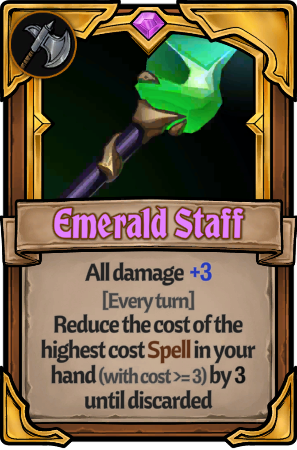 Emerald Staff
All damage +3
[Every turn]
Reduce the cost of the
highest cost Spell in your
hand (with cost >= 3) by 3
until discarded